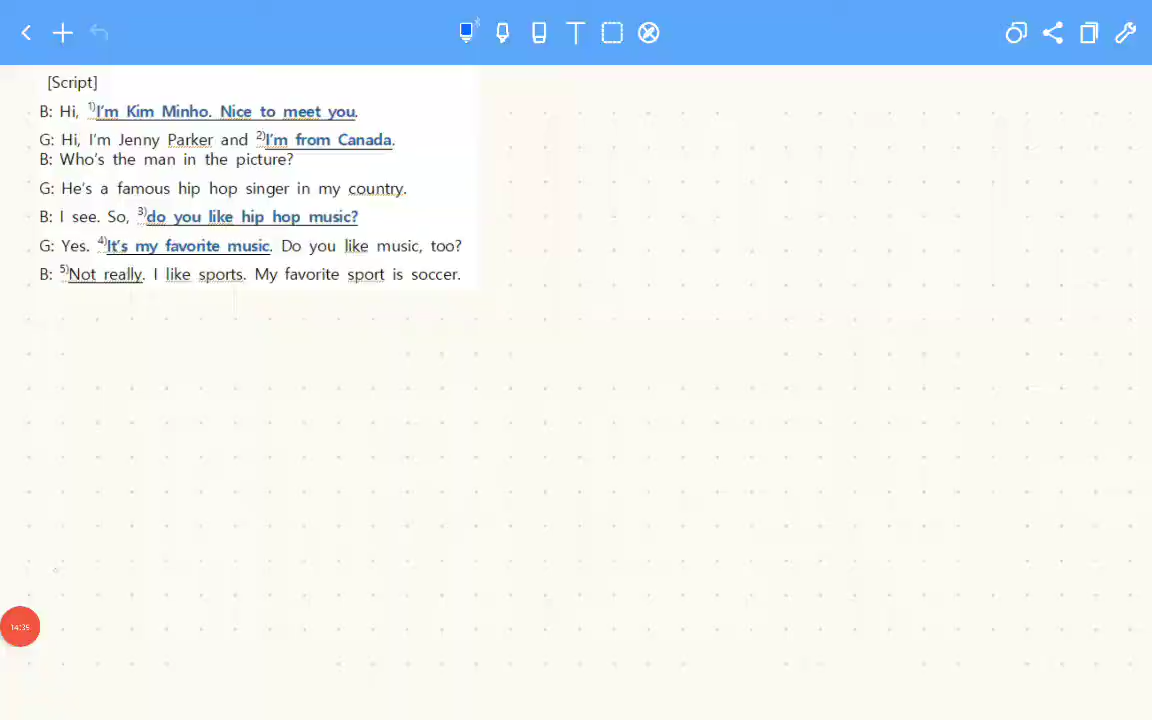 [Script]
B: Hi, 1)I'm Kim Minho. Nice to meet you.
G: Hi, I'm Jenny Parker and 2)I'm from Canada.
B: Who's the man in the picture?
G: He's a famous hip hop singer in my country.
B: I see. So, 3)do you like hip hop music?
G: Yes. 4)It's my favorite music. Do you like music, too?
B: 5)Not really. I like sports. My favorite sport is soccer.
14:35